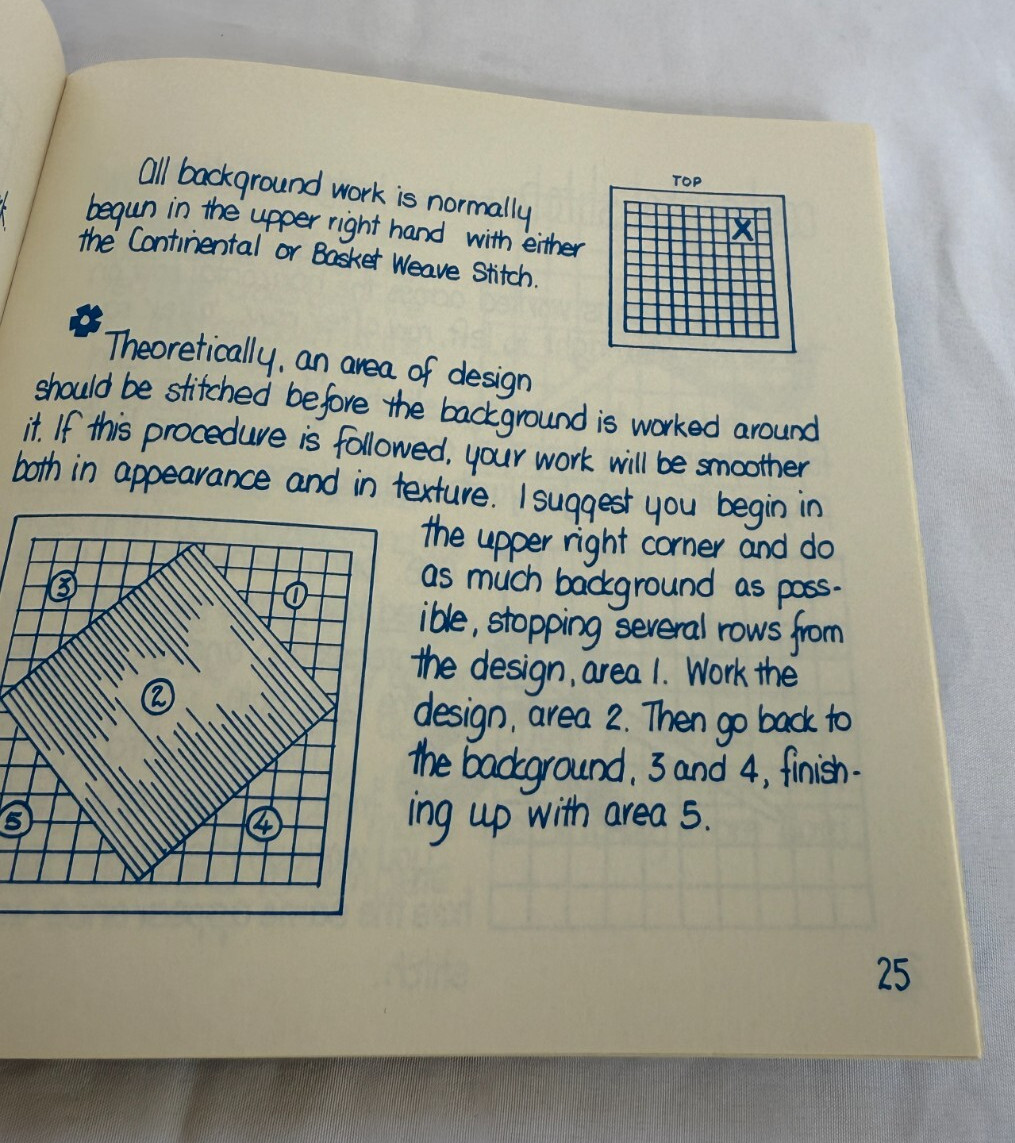 All background work is normally
begun in the upper right hand with either
the Continental or Basket Weave Stitch.
TOP
X
Theoretically, an area of design
should be stitched before the background is worked around
it. If this procedure is followed, your work will be smoother
both in appearance and in texture. I suggest you begin in
the upper right corner and do
as much background as poss-
ible, stopping several rows from
the design, area 1. Work the
design, area 2. Then go back to
the background, 3 and 4, finish-
ing up with area 5.
3
1
2
5
4
25